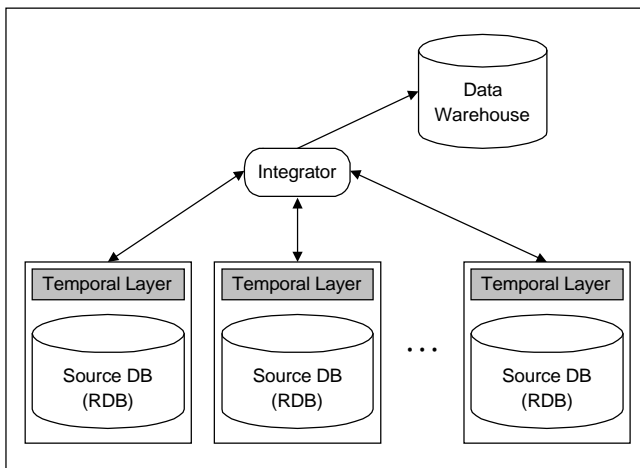 Data
Warehouse
Integrator
Temporal Layer
Temporal Layer
Temporal Layer
Source DB
(RDB)
Source DB
(RDB)
...
Source DB
(RDB)